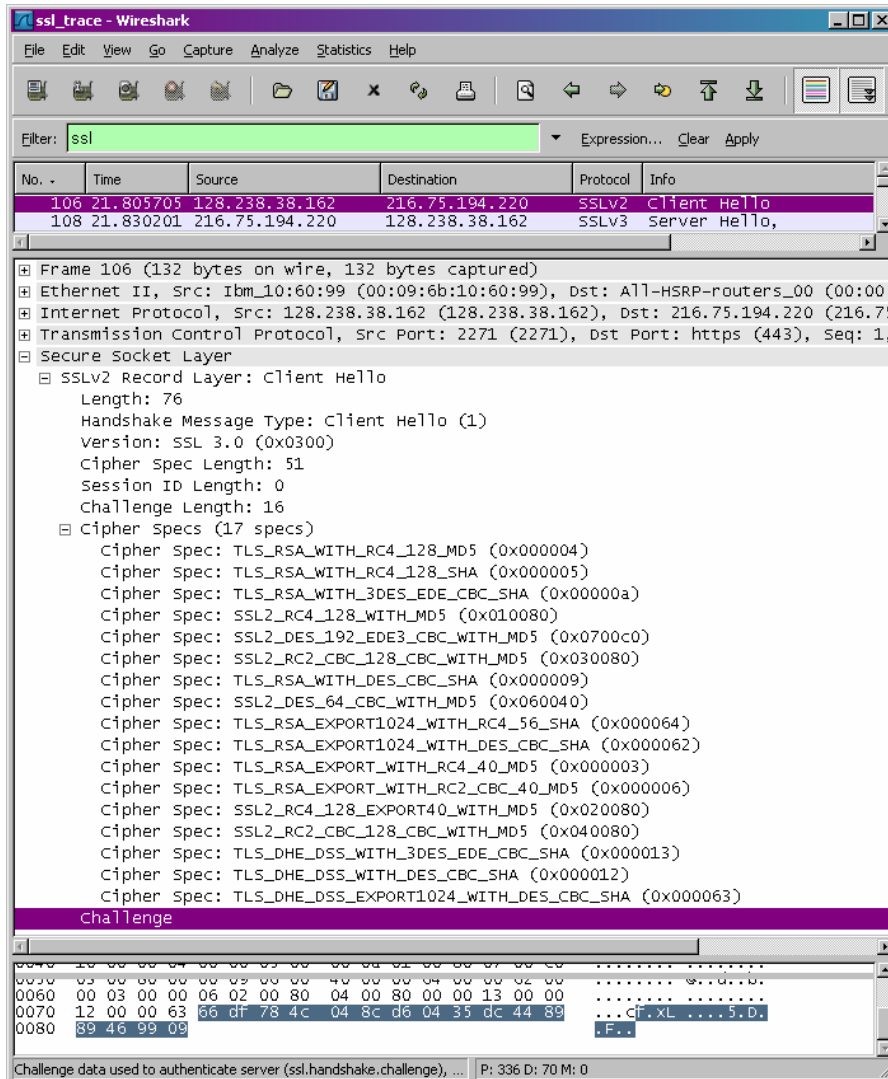 ssl_trace - Wireshark
File Edit View Go Capture Analyze Statistics Help
Filter: ssl Expression... Clear Apply
No. Time Source Destination Protocol Info
106 21.805705 128.238.38.162 216.75.194.220 SSLv2 Client Hello
108 21.830201 216.75.194.220 128.238.38.162 SSLv3 Server Hello,
Frame 106 (132 bytes on wire, 132 bytes captured)
Ethernet II, Src: Ibm_10:60:99 (00:09:6b:10:60:99), Dst: All-HSRP-routers_00 (00:00
Internet Protocol, Src: 128.238.38.162 (128.238.38.162), Dst: 216.75.194.220 (216.75
Transmission Control Protocol, Src Port: 2271 (2271), Dst Port: https (443), Seq: 1,
Secure Socket Layer
SSLv2 Record Layer: Client Hello
Length: 76
Handshake Message Type: Client Hello (1)
Version: SSL 3.0 (0x0300)
Cipher Spec Length: 51
Session ID Length: 0
Challenge Length: 16
Cipher Specs (17 specs)
Cipher Spec: TLS_RSA_WITH_RC4_128_MD5 (0x000004)
Cipher Spec: TLS_RSA_WITH_RC4_128_SHA (0x000005)
Cipher Spec: TLS_RSA_WITH_3DES_EDE_CBC_SHA (0x00000a)
Cipher Spec: SSL2_RC4_128_WITH_MD5 (0x010080)
Cipher Spec: SSL2_DES_192_EDE3_CBC_WITH_MD5 (0x0700c0)
Cipher Spec: SSL2_RC2_CBC_128_CBC_WITH_MD5 (0x030080)
Cipher Spec: TLS_RSA_WITH_DES_CBC_SHA (0x000009)
Cipher Spec: SSL2_DES_64_CBC_WITH_MD5 (0x060040)
Cipher Spec: TLS_RSA_EXPORT1024_WITH_RC4_56_SHA (0x000064)
Cipher Spec: TLS_RSA_EXPORT1024_WITH_DES_CBC_SHA (0x000062)
Cipher Spec: TLS_RSA_EXPORT_WITH_RC4_40_MD5 (0x000003)
Cipher Spec: TLS_RSA_EXPORT_WITH_RC2_CBC_40_MD5 (0x000006)
Cipher Spec: SSL2_RC4_128_EXPORT40_WITH_MD5 (0x020080)
Cipher Spec: SSL2_RC2_CBC_128_CBC_WITH_MD5 (0x040080)
Cipher Spec: TLS_DHE_DSS_WITH_3DES_EDE_CBC_SHA (0x000013)
Cipher Spec: TLS_DHE_DSS_WITH_DES_CBC_SHA (0x000012)
Cipher Spec: TLS_DHE_DSS_EXPORT1024_WITH_DES_CBC_SHA (0x000063)
Challenge
0060 00 03 00 00 06 02 00 80 04 00 80 00 00 13 00 00 ........ ........
0070 12 00 00 63 66 df 78 4c 04 8c d6 04 35 dc 44 89 ...cf.xL ....5.D.
0080 89 46 99 09 .F..
Challenge data used to authenticate server (ssl.handshake.challenge), ... P: 336 D: 70 M: 0